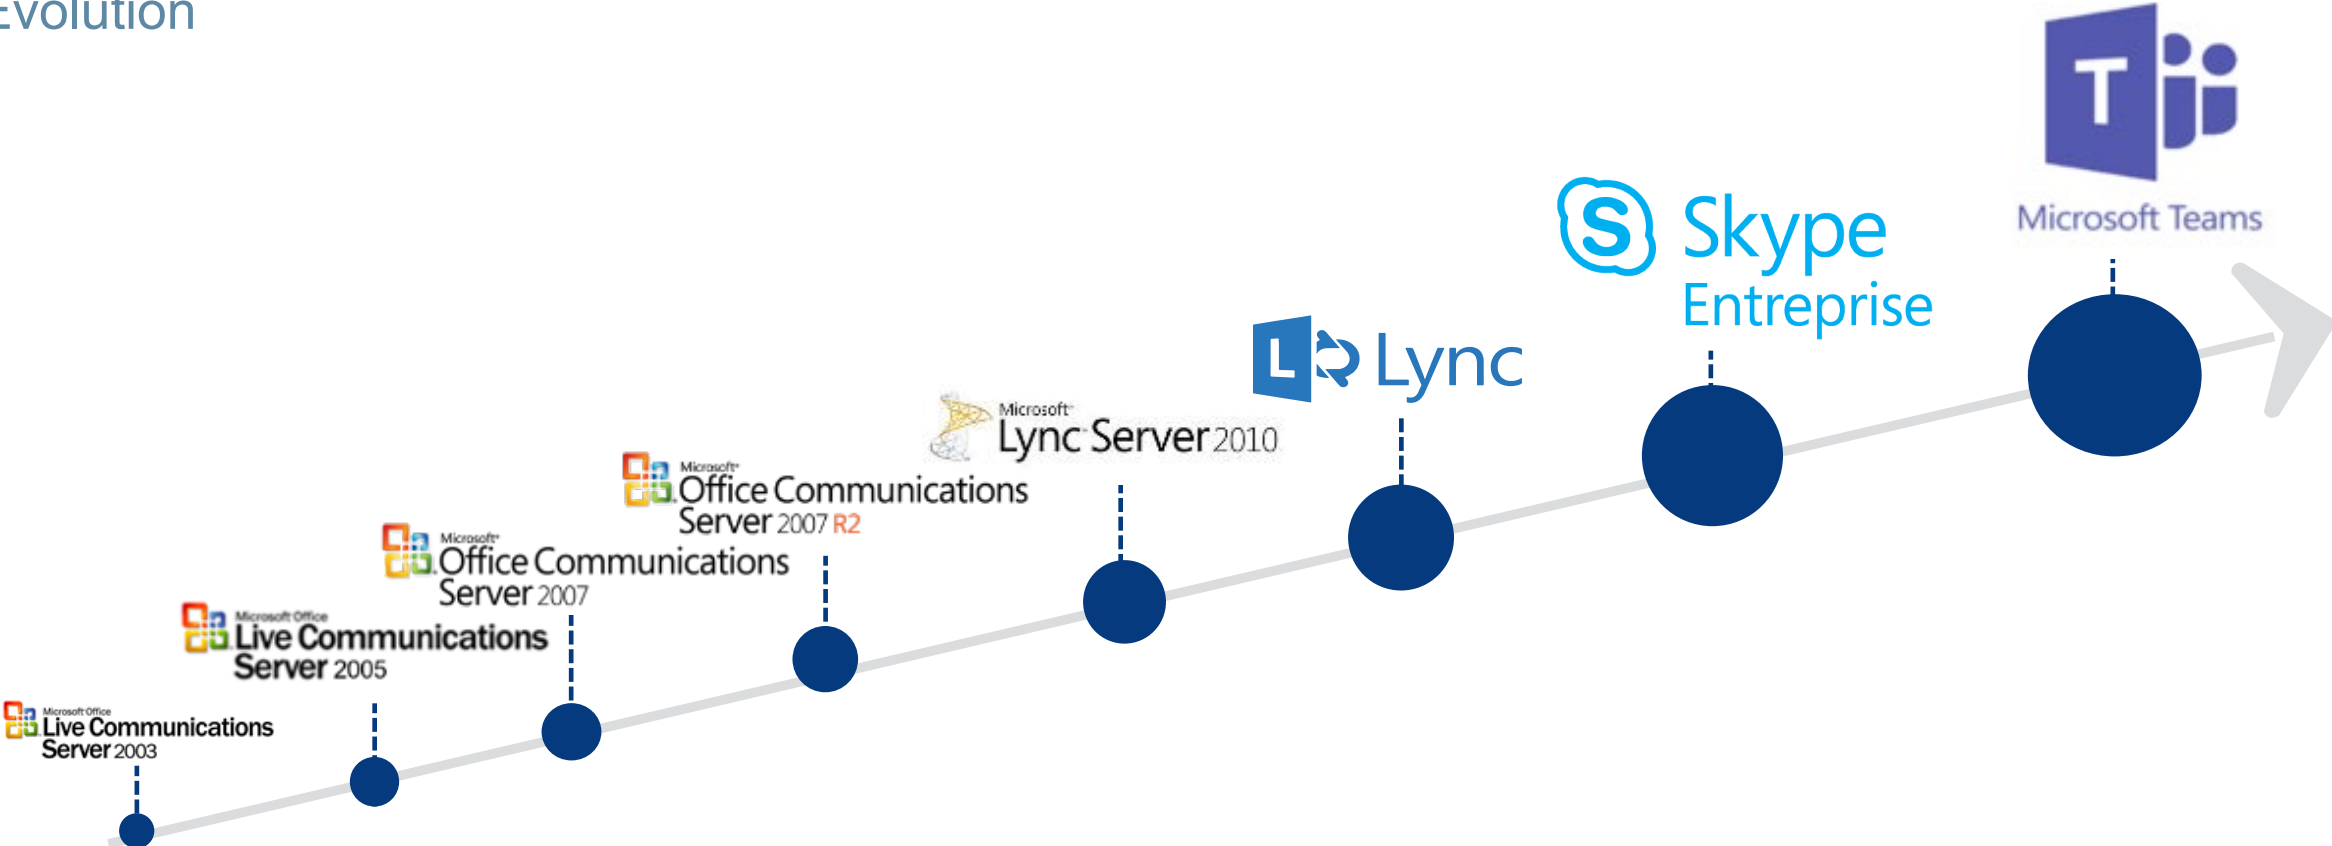 Evolution
Microsoft Office
Live Communications
Server 2003
Microsoft Office
Live Communications
Server 2005
Microsoft
Office Communications
Server 2007
Microsoft
Office Communications
Server 2007 R2
Microsoft
Lync Server 2010
L Lync
S Skype
Entreprise
T
Microsoft Teams